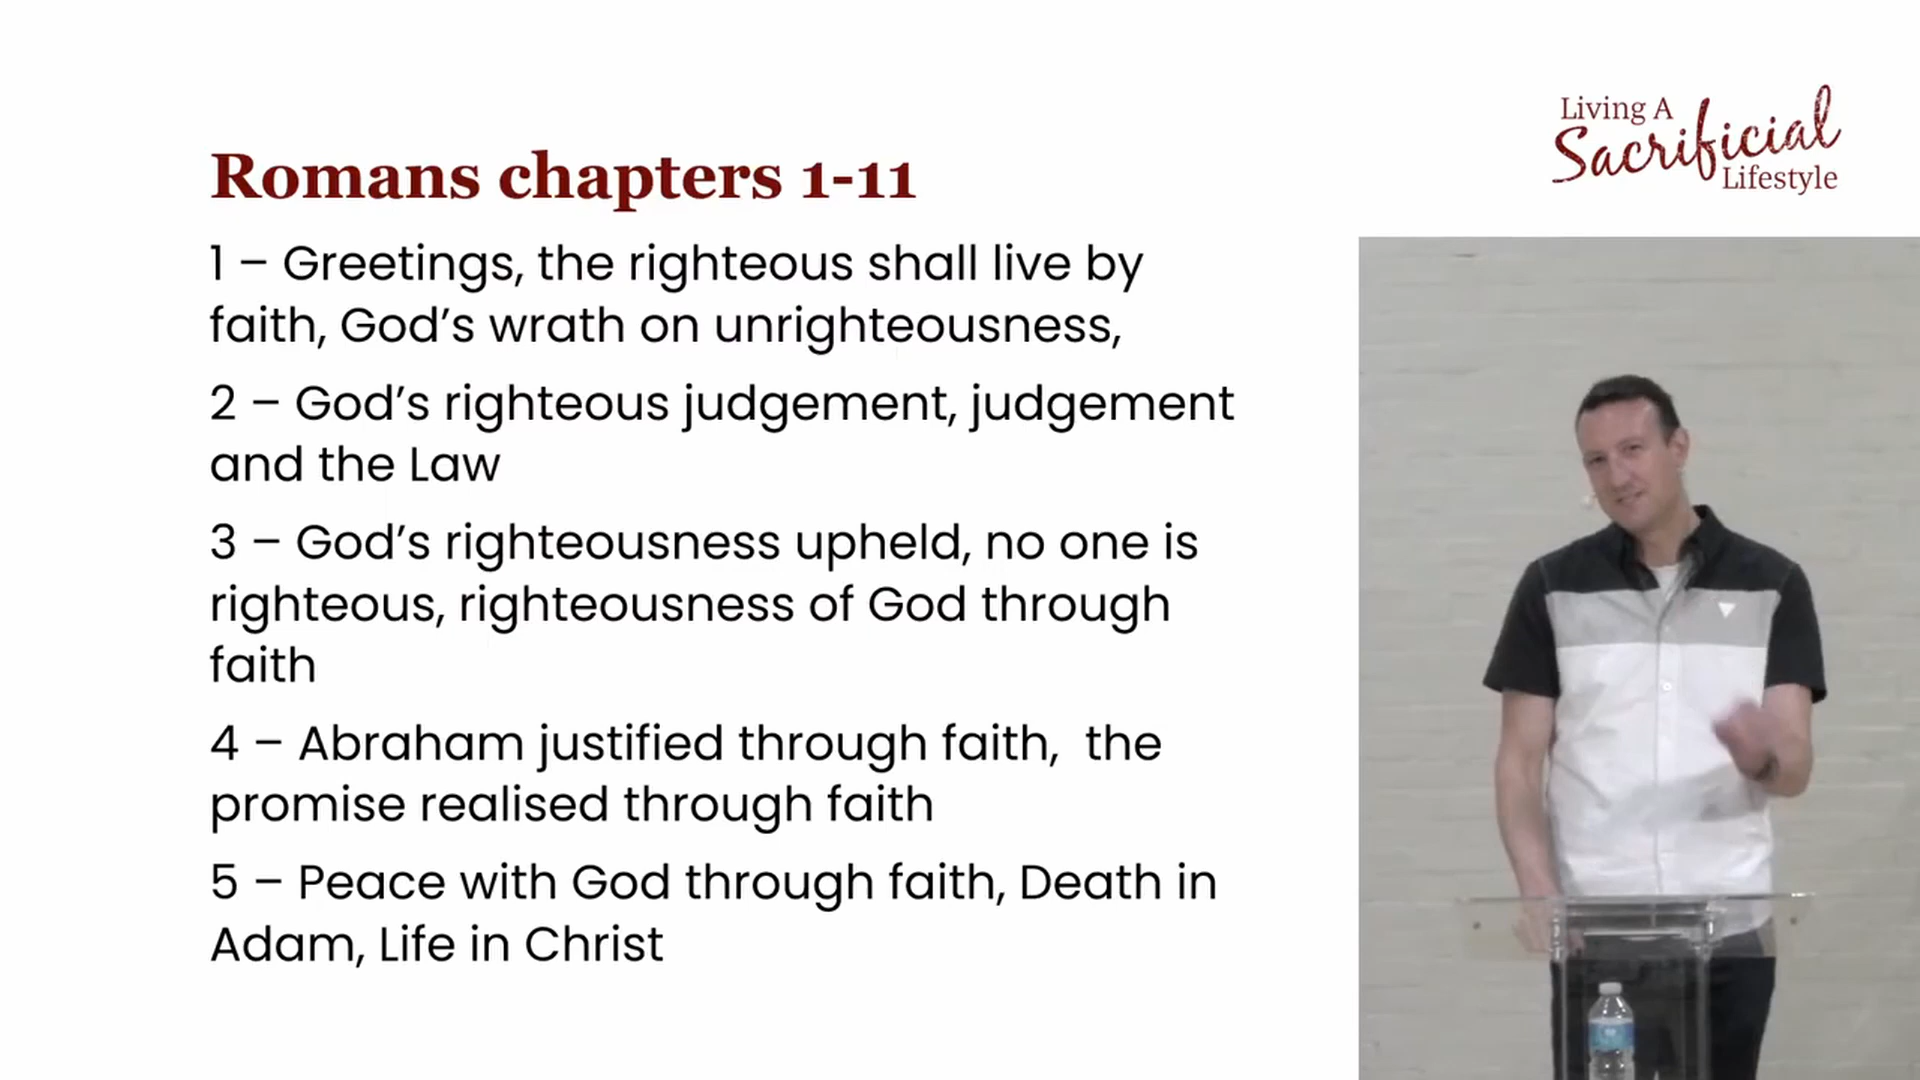 Living A
Sacrificial
Lifestyle
Romans chapters 1-11
1 – Greetings, the righteous shall live by
faith, God’s wrath on unrighteousness,
2 – God’s righteous judgement, judgement
and the Law
3 – God’s righteousness upheld, no one is
righteous, righteousness of God through
faith
4 – Abraham justified through faith,  the
promise realised through faith
5 – Peace with God through faith, Death in
Adam, Life in Christ